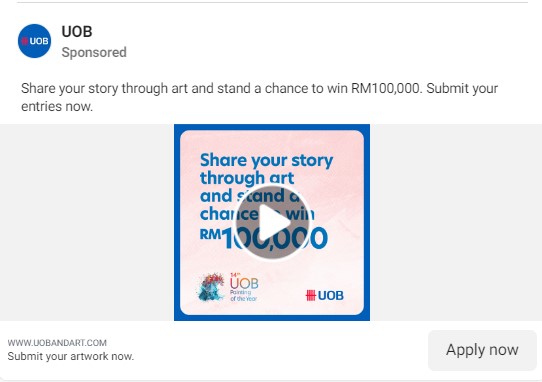 UOB
UOB
Sponsored
Share your story through art and stand a chance to win RM100,000. Submit your
entries now.
Share your story
through art
and stand a
chance win
RM100,000
14th
UOB
Painting
of the Year
UOB
WWW.UOBANDART.COM
Submit your artwork now.
Apply now